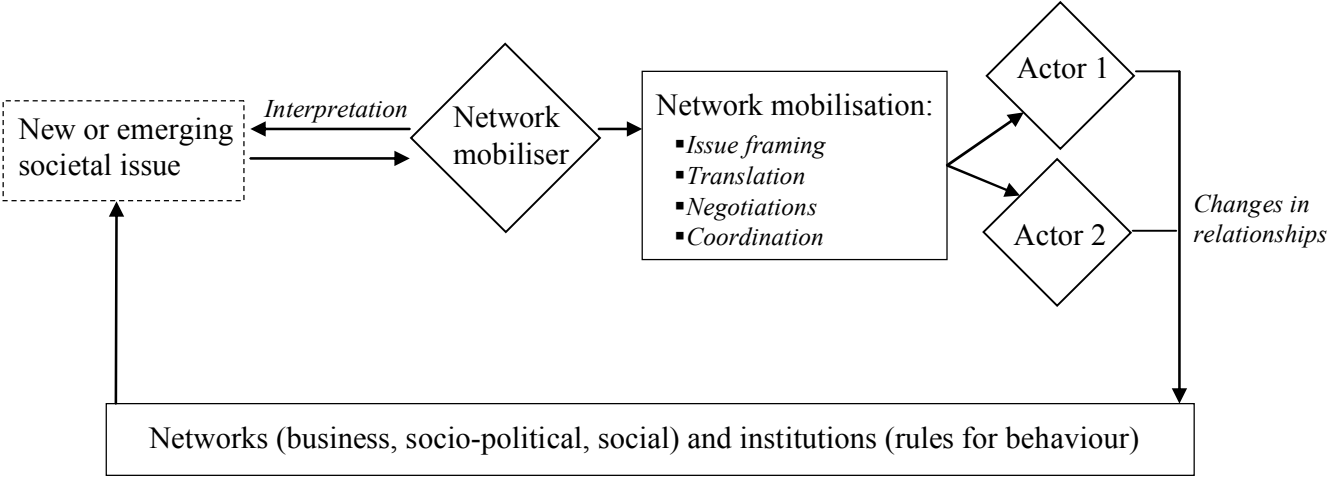 New or emerging
societal issue
Interpretation
Network
mobiliser
Network mobilisation:
▪Issue framing
▪Translation
▪Negotiations
▪Coordination
Actor 1
Actor 2
Changes in
relationships
Networks (business, socio-political, social) and institutions (rules for behaviour)